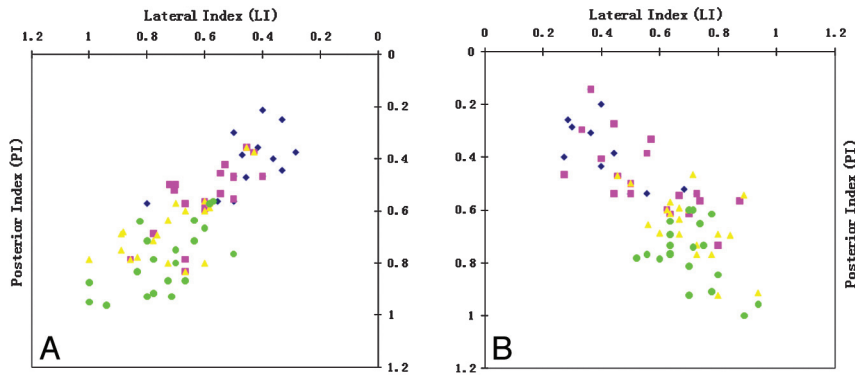 Lateral Index (LI)
1.2 1 0.8 0.6 0.4 0.2 0
0
0.2
0.4
0.6
0.8
1
1.2
Posterior Index (PI)
A
Lateral Index (LI)
0 0.2 0.4 0.6 0.8 1 1.2
0
0.2
0.4
0.6
0.8
1
1.2
Posterior Index (PI)
B